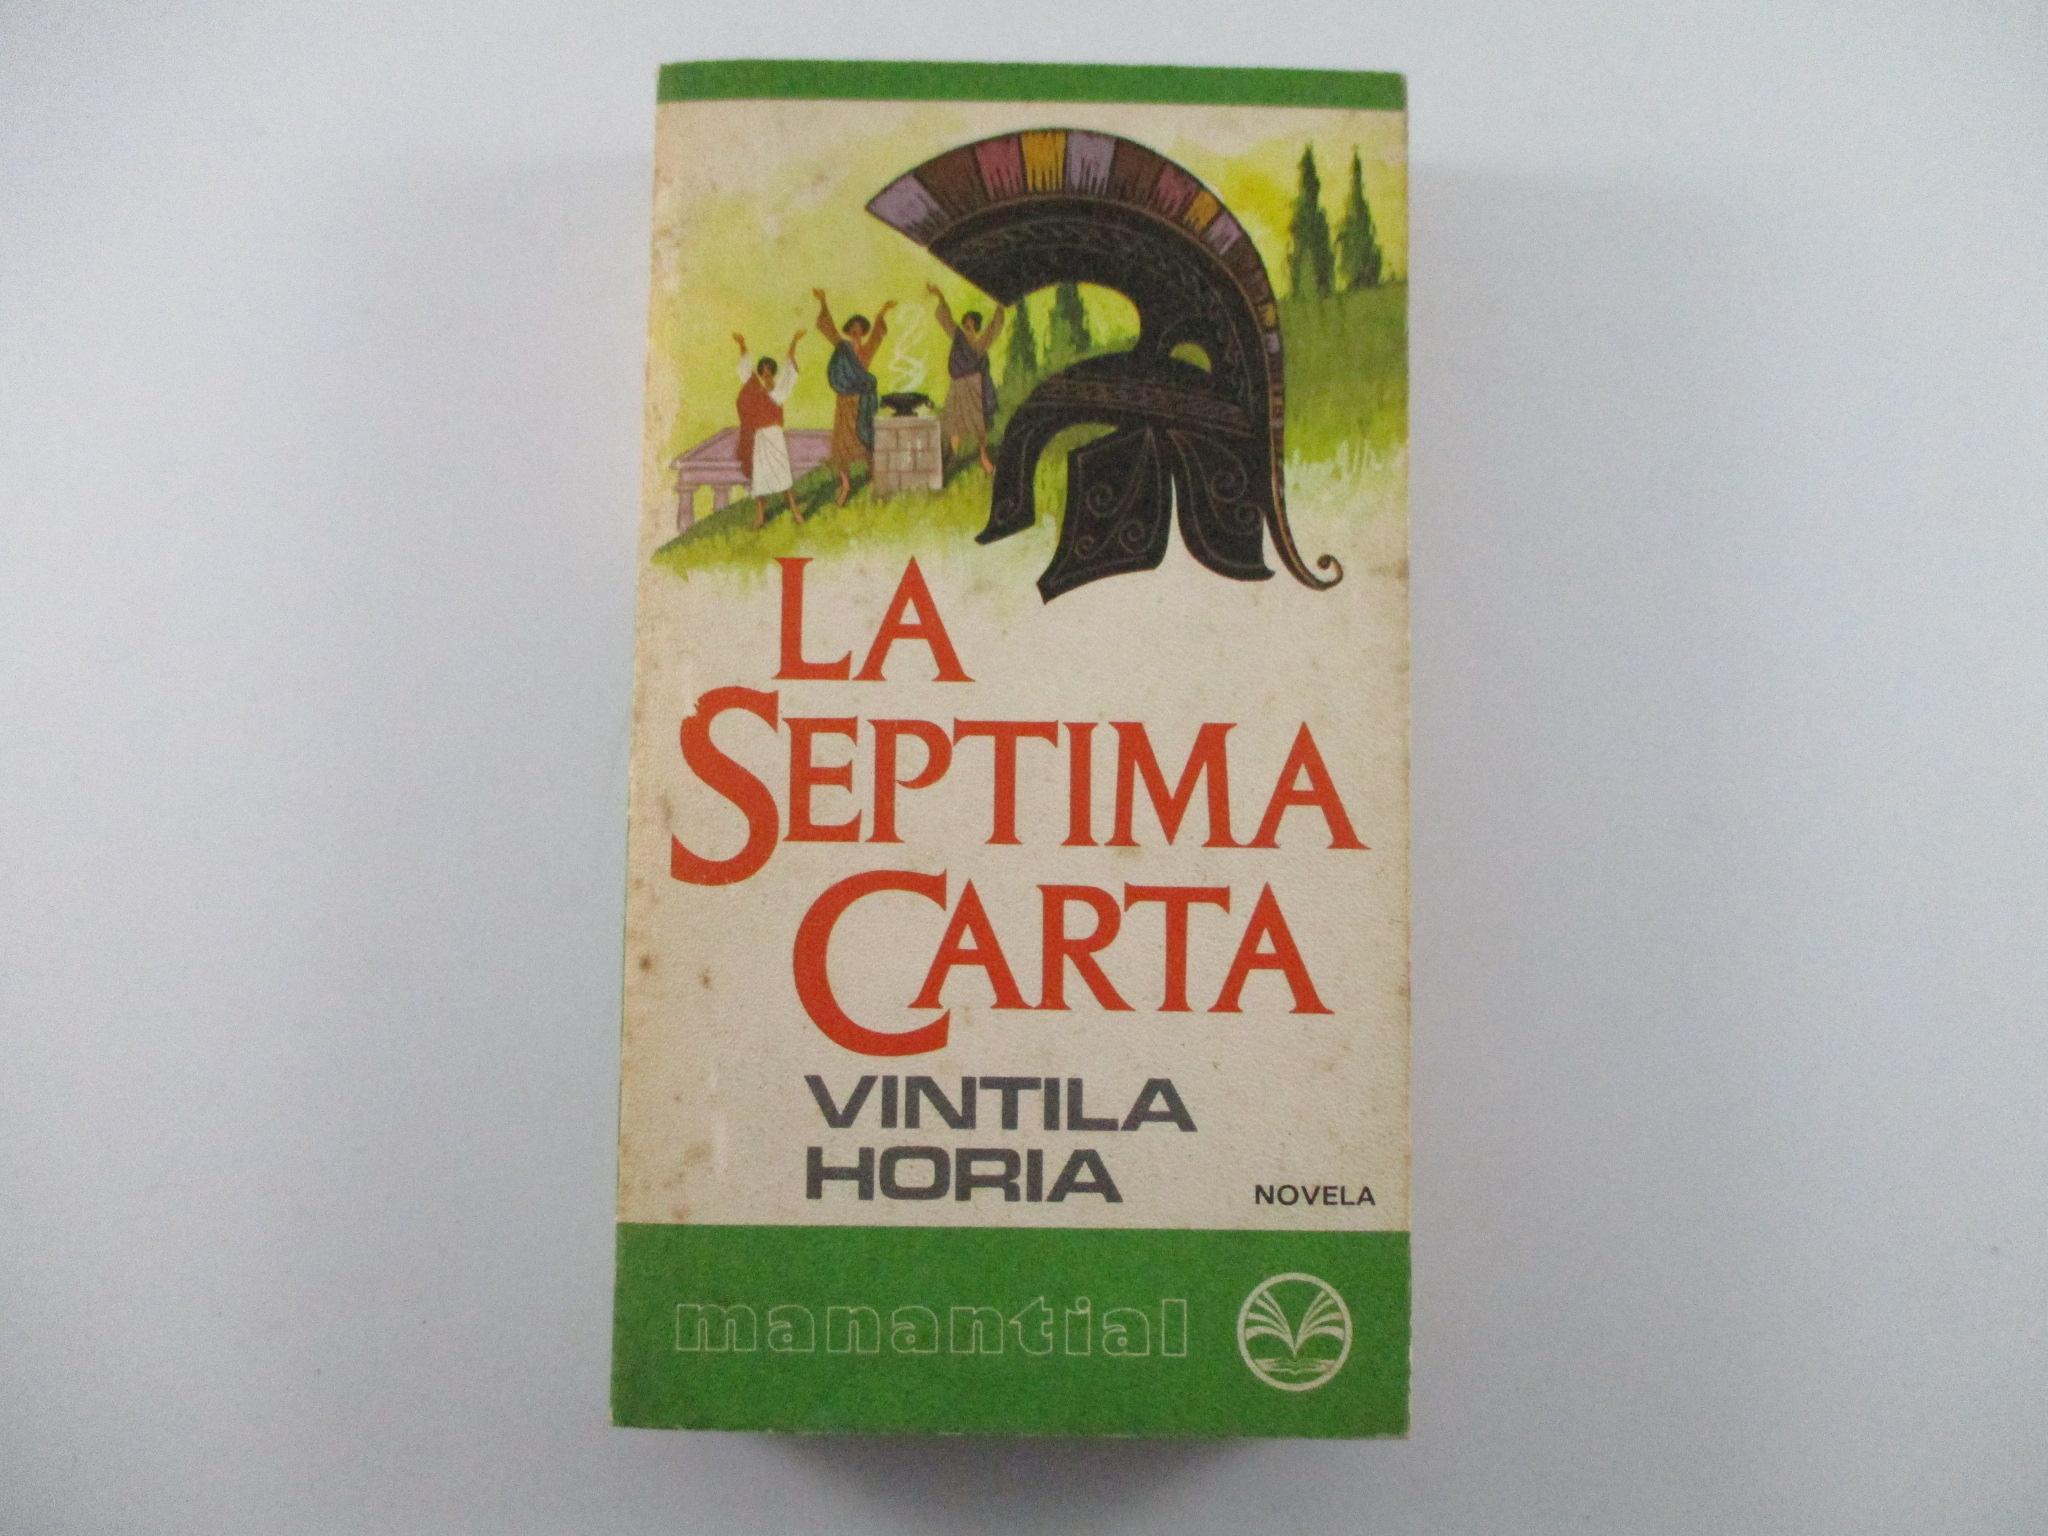 LA
SEPTIMA
CARTA
VINTILA
HORIA
NOVELA
manantial